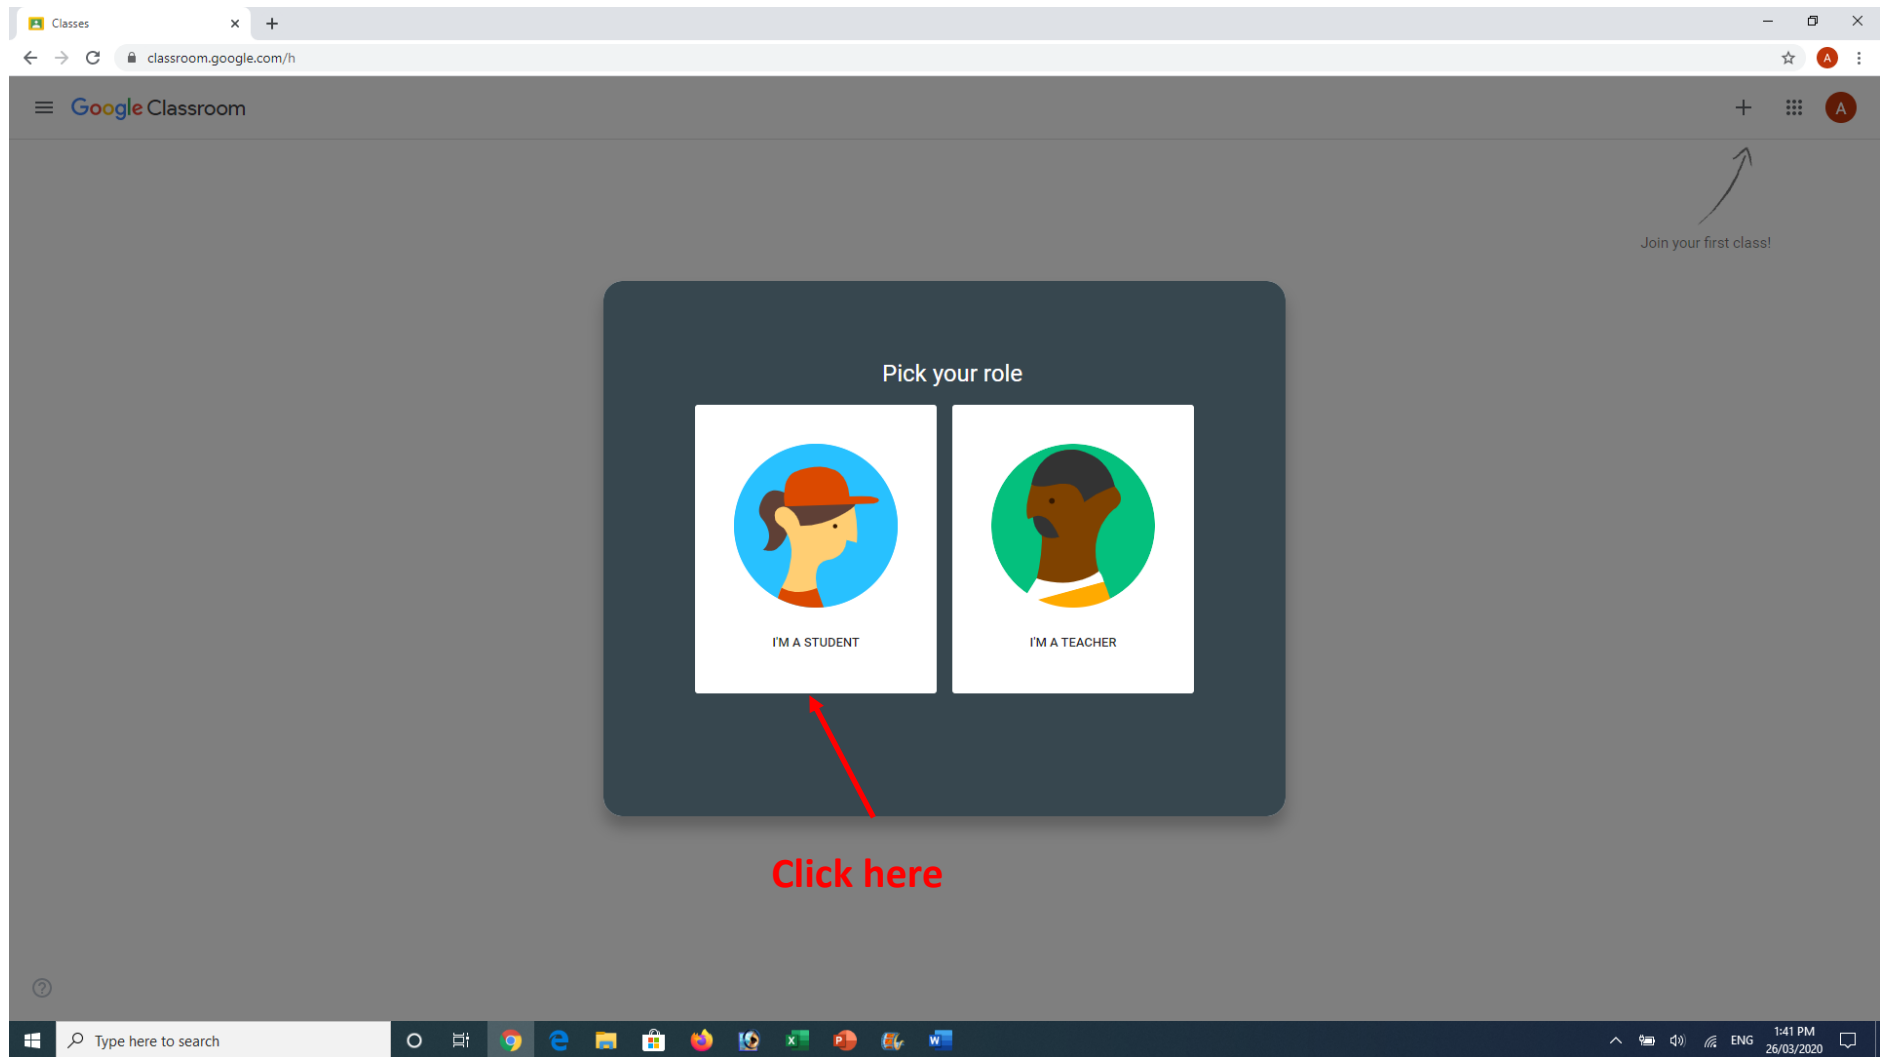 Classes
classroom.google.com/h
A
Google Classroom
A
Join your first class!
Pick your role
I'M A STUDENT
I'M A TEACHER
Click here
Type here to search
ENG
1:41 PM
26/03/2020